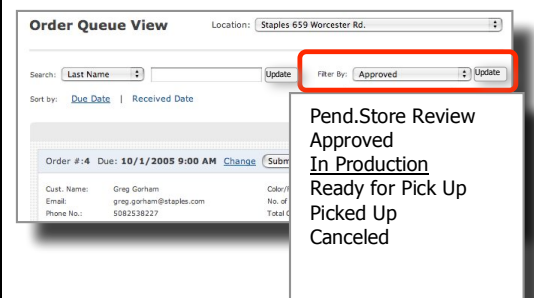 Order Queue View Location: Staples 659 Worcester Rd.
Search: Last Name Update Filter By: Approved Update
Sort by: Due Date | Received Date
Order #:4 Due: 10/1/2005 9:00 AM Change Subm
Cust. Name: Greg Gorham Color/
Email: greg.gorham@staples.com No. of
Phone No.: 5082538227 Total
Pend.Store Review
Approved
In Production
Ready for Pick Up
Picked Up
Canceled